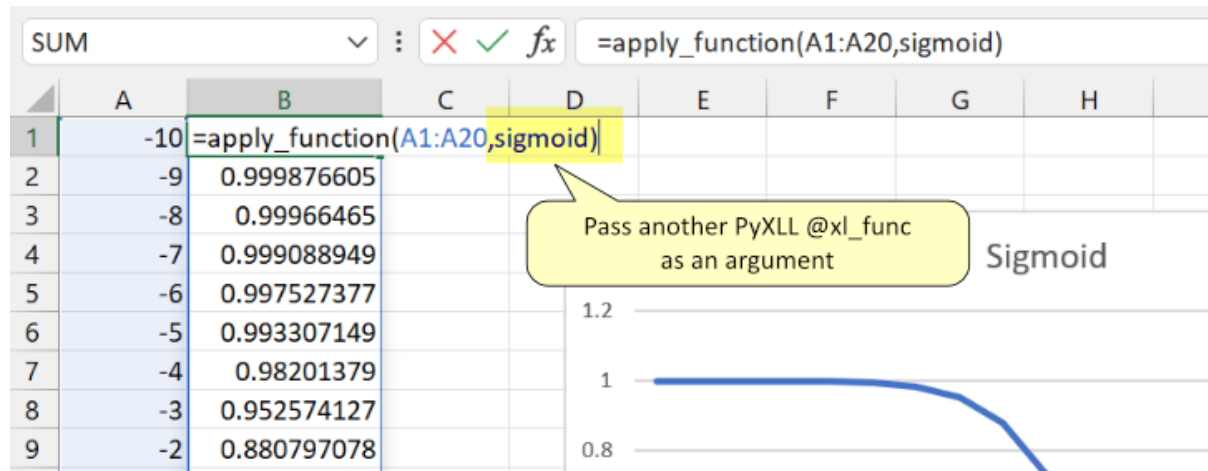 SUM fx =apply_function(A1:A20,sigmoid)
A B C D E F G H
1 -10 =apply_function(A1:A20,sigmoid)
2 -9 0.999876605
3 -8 0.99966465
4 -7 0.999088949
5 -6 0.997527377
6 -5 0.993307149
7 -4 0.98201379
8 -3 0.952574127
9 -2 0.880797078
Pass another PyXLL @xl_func
as an argument
Sigmoid
1.2
1
0.8